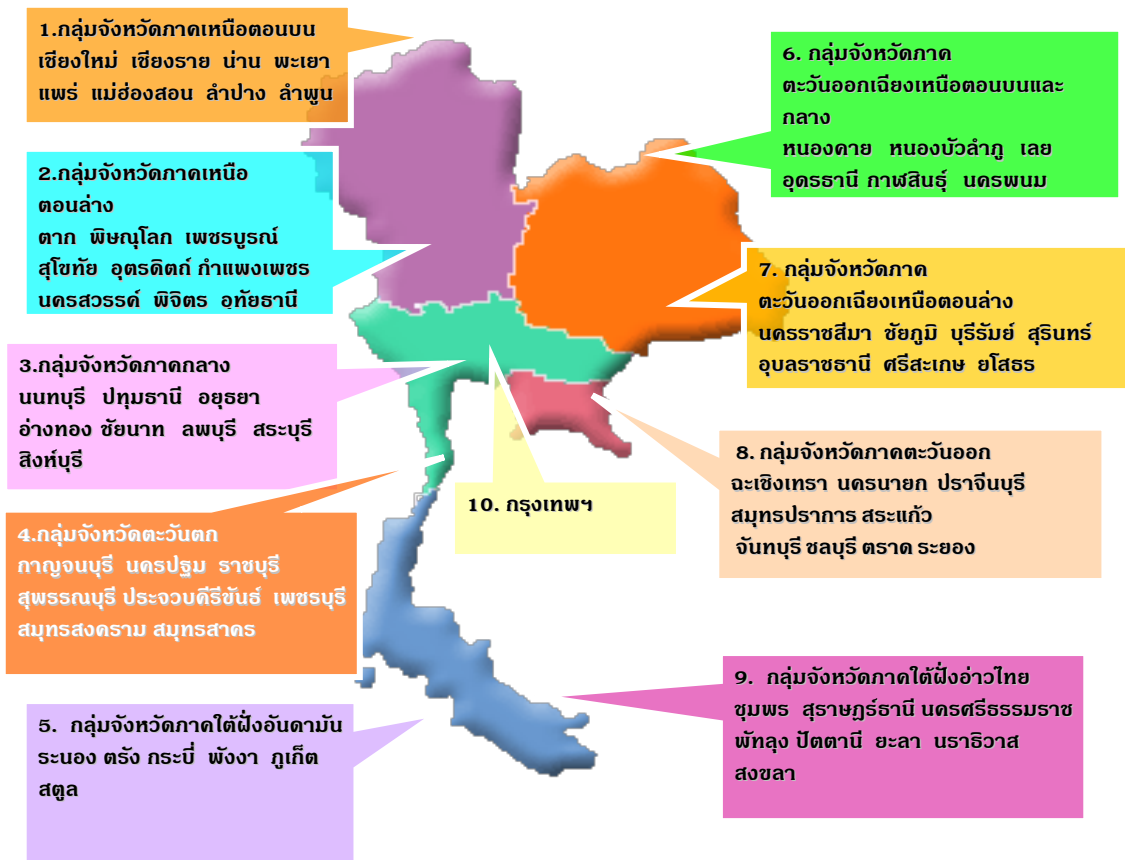 1.กลุ่มจังหวัดภาคเหนือตอนบน
เชียงใหม่ เชียงราย น่าน พะเยา
แพร่ แม่ฮ่องสอน ลำปาง ลำพูน
2.กลุ่มจังหวัดภาคเหนือ
ตอนล่าง
ตาก พิษณุโลก เพชรบูรณ์
สุโขทัย อุตรดิตถ์ กำแพงเพชร
นครสวรรค์ พิจิตร อุทัยธานี
3.กลุ่มจังหวัดภาคกลาง
นนทบุรี ปทุมธานี อยุธยา
อ่างทอง ชัยนาท ลพบุรี สระบุรี
สิงห์บุรี
4.กลุ่มจังหวัดตะวันตก
กาญจนบุรี นครปฐม ราชบุรี
สุพรรณบุรี ประจวบคีรีขันธ์ เพชรบุรี
สมุทรสงคราม สมุทรสาคร
5. กลุ่มจังหวัดภาคใต้ฝั่งอันดามัน
ระนอง ตรัง กระบี่ พังงา ภูเก็ต
สตูล
6. กลุ่มจังหวัดภาค
ตะวันออกเฉียงเหนือตอนบนและ
กลาง
หนองคาย หนองบัวลำภู เลย
อุดรธานี กาฬสินธุ์ นครพนม
7. กลุ่มจังหวัดภาค
ตะวันออกเฉียงเหนือตอนล่าง
นครราชสีมา ชัยภูมิ บุรีรัมย์ สุรินทร์
อุบลราชธานี ศรีสะเกษ ยโสธร
8. กลุ่มจังหวัดภาคตะวันออก
ฉะเชิงเทรา นครนายก ปราจีนบุรี
สมุทรปราการ สระแก้ว
จันทบุรี ชลบุรี ตราด ระยอง
9. กลุ่มจังหวัดภาคใต้ฝั่งอ่าวไทย
ชุมพร สุราษฎร์ธานี นครศรีธรรมราช
พัทลุง ปัตตานี ยะลา นราธิวาส
สงขลา
10. กรุงเทพฯ